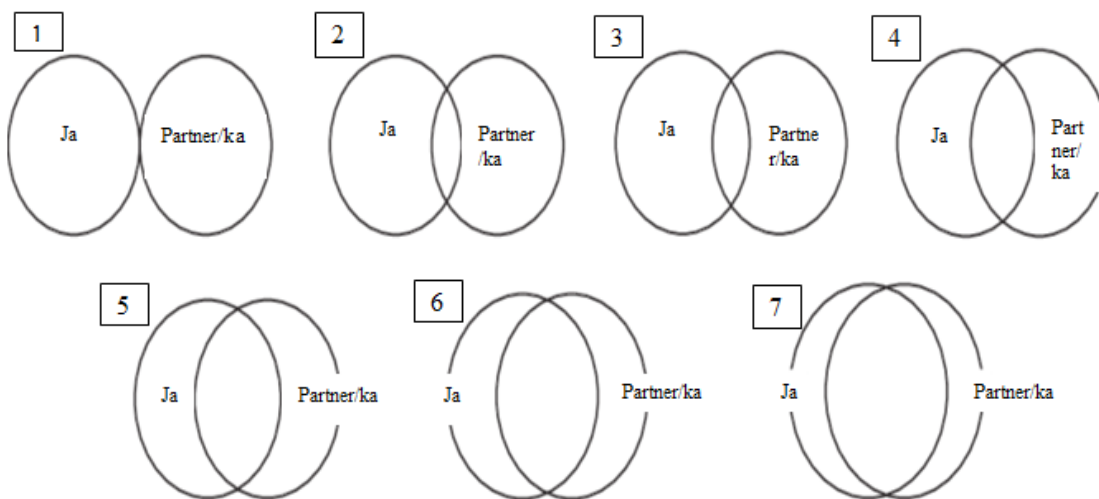 1
Ja
Partner/ka
2
Ja
Partner
/ka
3
Ja
Partne
r/ka
4
Ja
Part
ner/
ka
5
Ja
Partner/ka
6
Ja
Partner/ka
7
Ja
Partner/ka